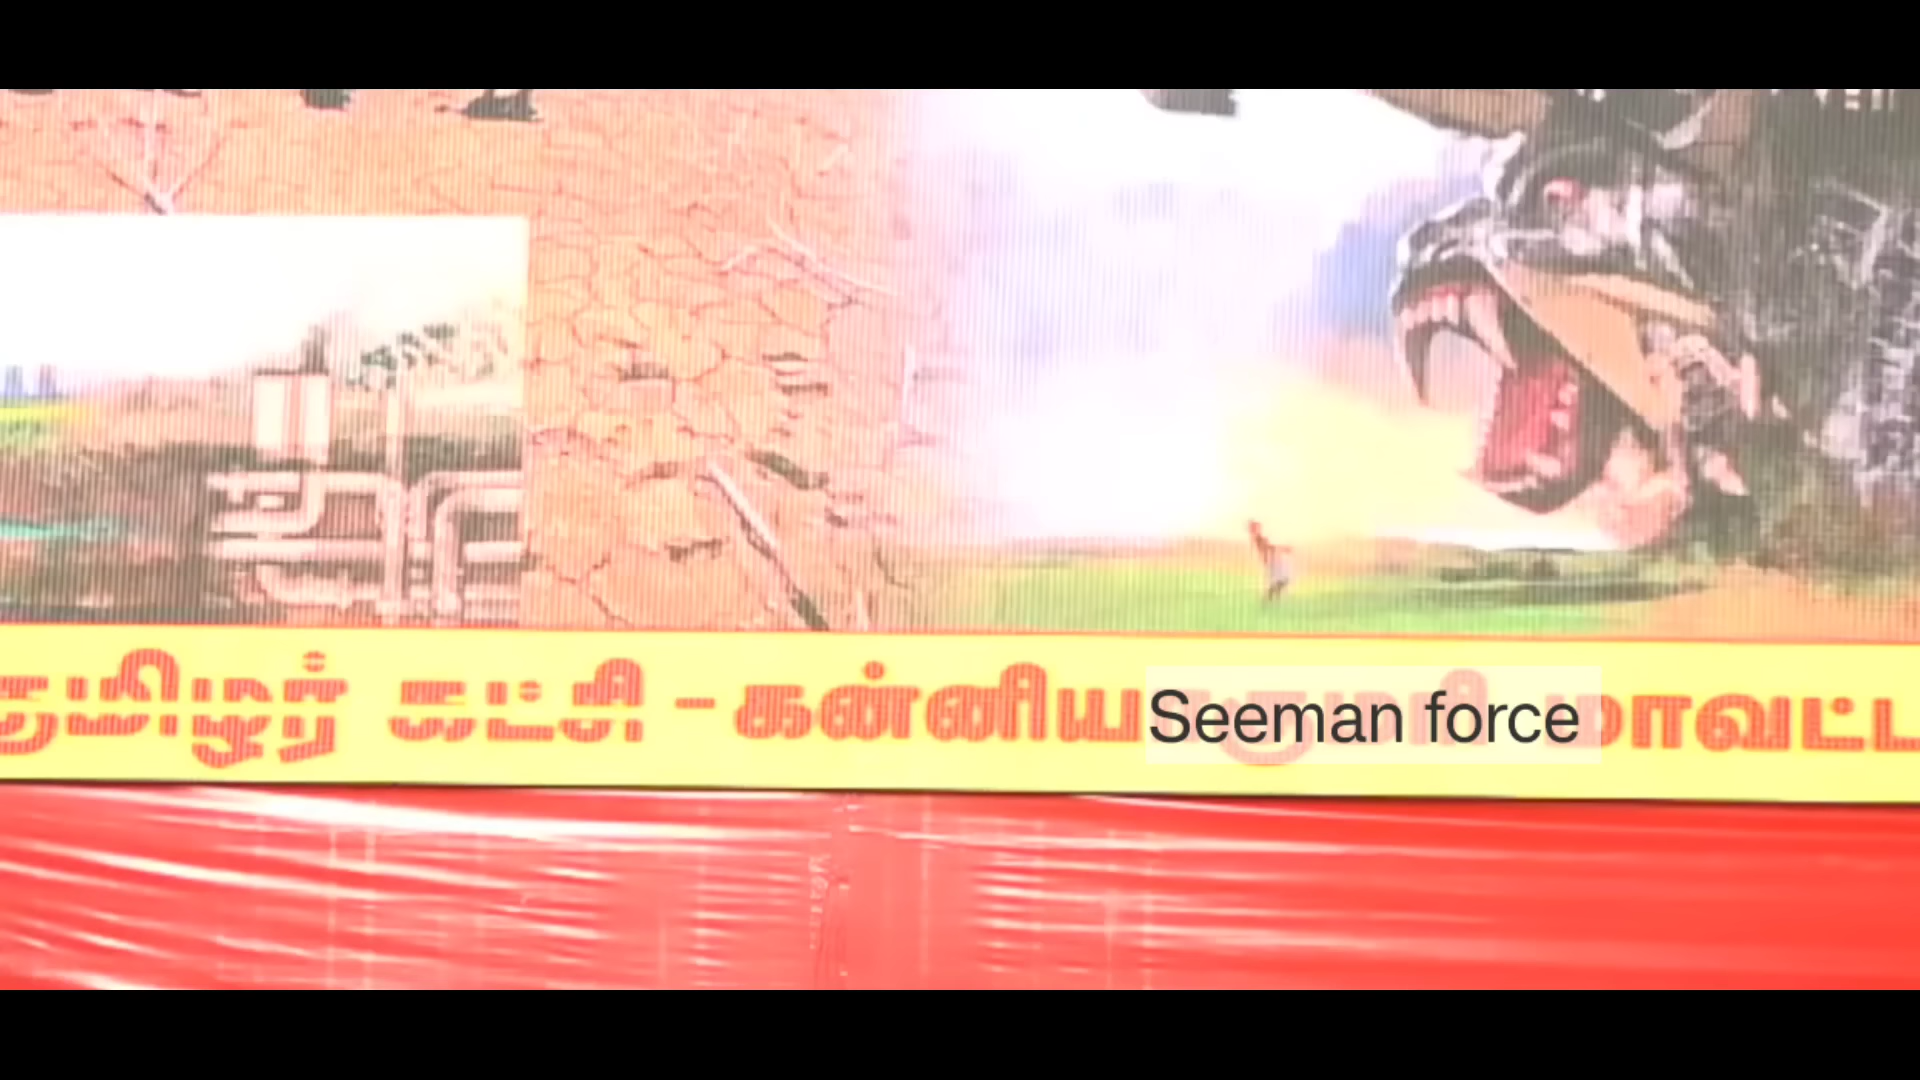 தமிழர் கட்சி - கன்னிய Seeman force மாவட்ட